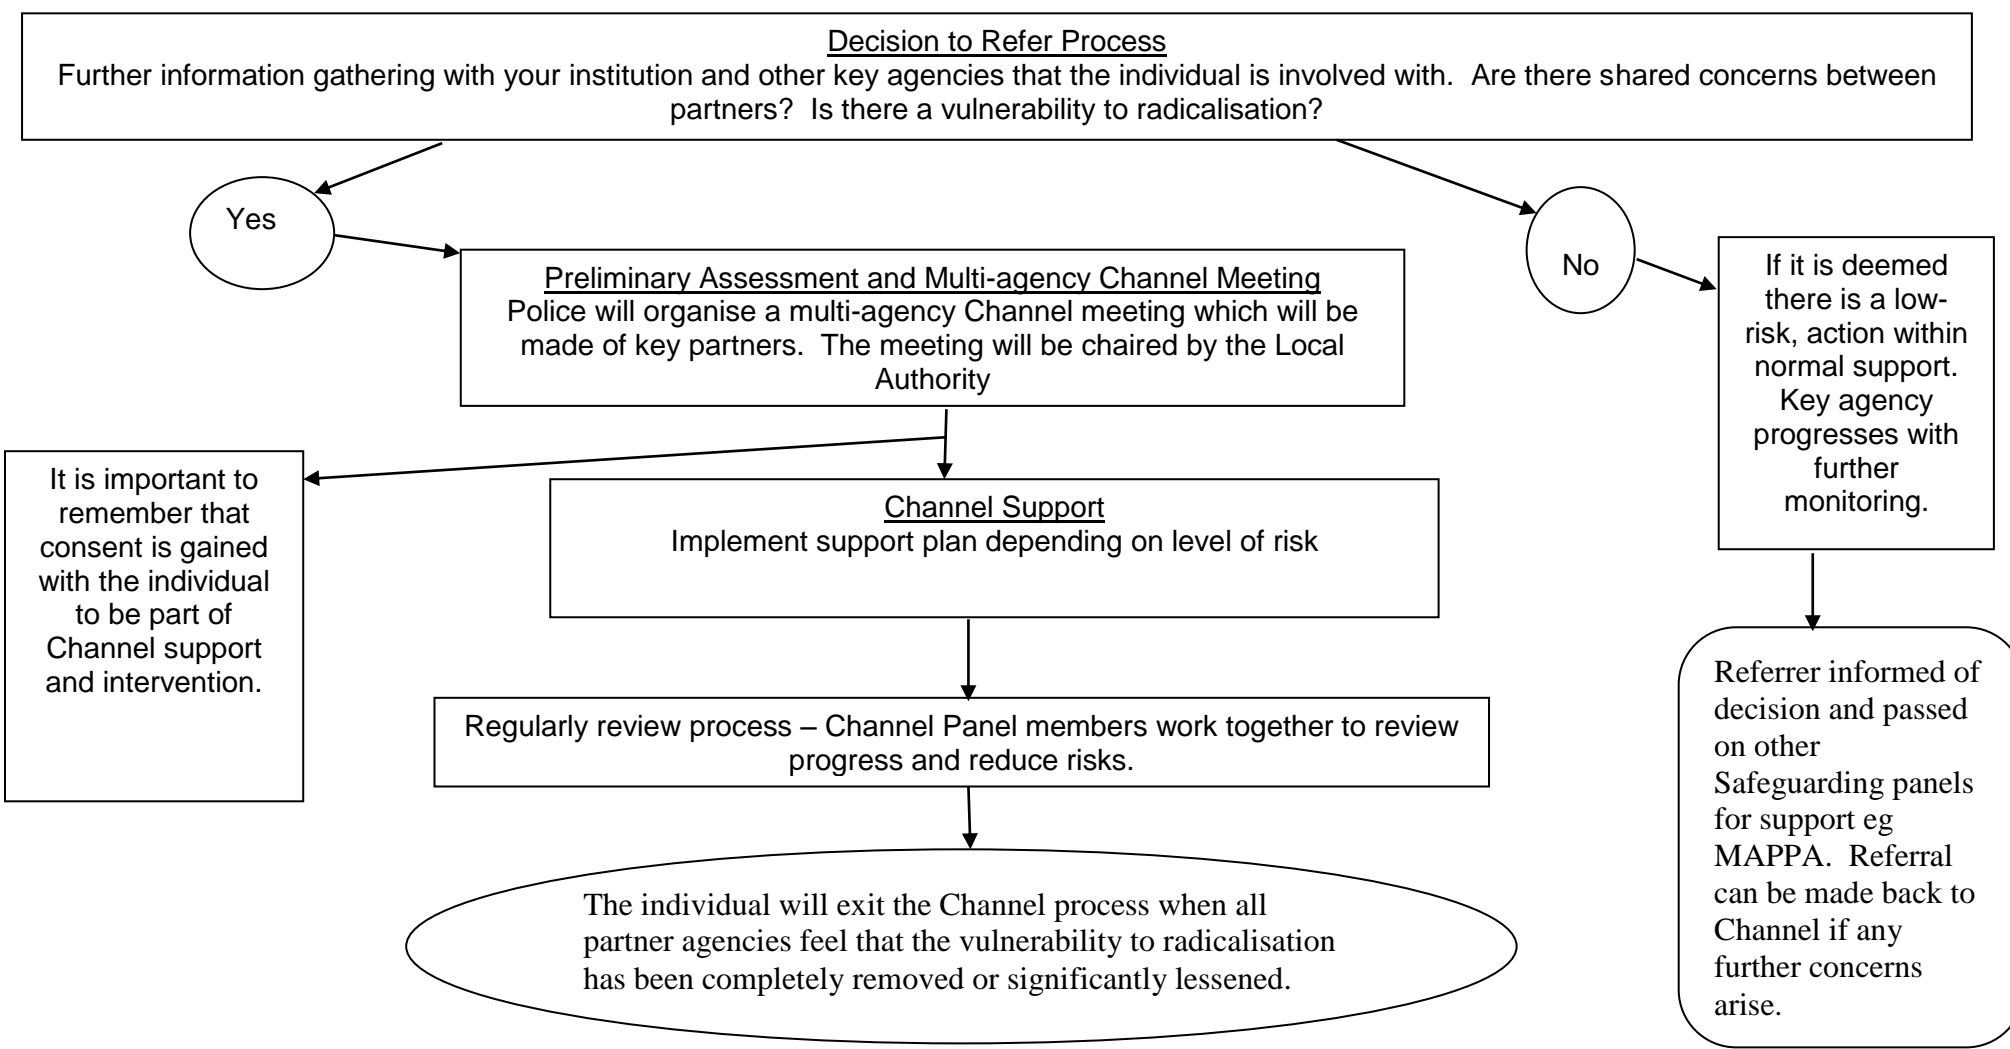 Decision to Refer Process
Further information gathering with your institution and other key agencies that the individual is involved with.  Are there shared concerns between
partners?  Is there a vulnerability to radicalisation?
Yes
No
Preliminary Assessment and Multi-agency Channel Meeting
Police will organise a multi-agency Channel meeting which will be
made of key partners.  The meeting will be chaired by the Local
Authority
If it is deemed
there is a low-
risk, action within
normal support.
Key agency
progresses with
further
monitoring.
It is important to
remember that
consent is gained
with the individual
to be part of
Channel support
and intervention.
Channel Support
Implement support plan depending on level of risk
Regularly review process – Channel Panel members work together to review
progress and reduce risks.
Referrer informed of
decision and passed
on other
Safeguarding panels
for support eg
MAPPA.  Referral
can be made back to
Channel if any
further concerns
arise.
The individual will exit the Channel process when all
partner agencies feel that the vulnerability to radicalisation
has been completely removed or significantly lessened.